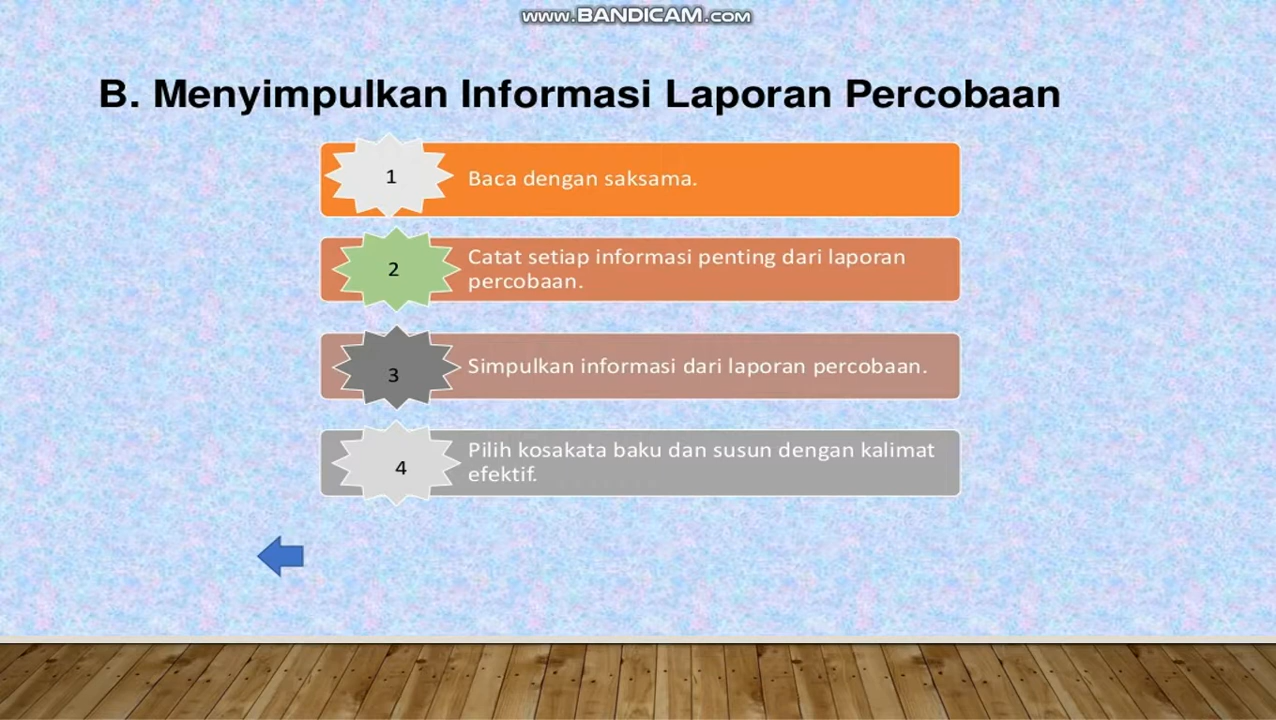 www.BANDICAM.com
B. Menyimpulkan Informasi Laporan Percobaan
1
Baca dengan saksama.
2
Catat setiap informasi penting dari laporan
percobaan.
3
Simpulkan informasi dari laporan percobaan.
4
Pilih kosakata baku dan susun dengan kalimat
efektif.